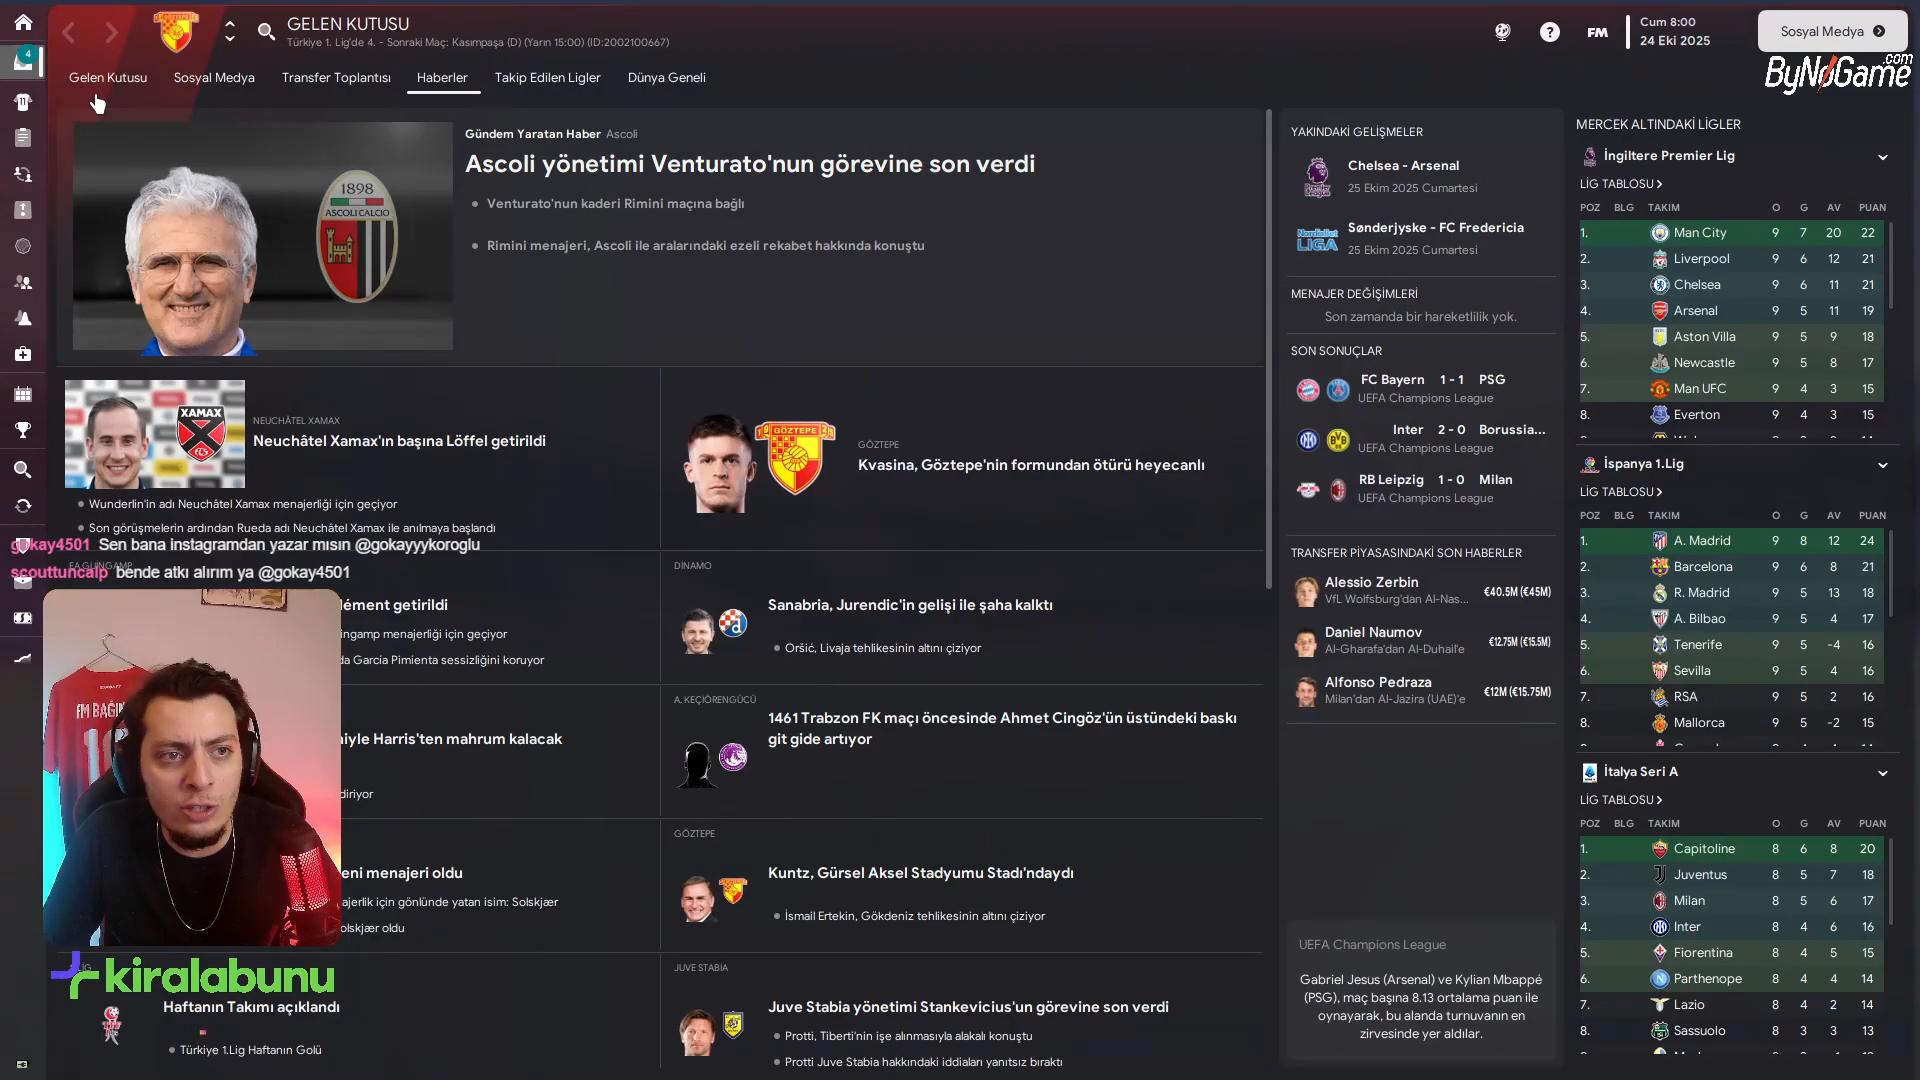 GELEN KUTUSU
Türkiye 1. Lig'de 4. - Sonraki Maç: Kasımpaşa (D) (Yarın 15:00) (ID:2002100667)
FM
Cum 8:00
24 Eki 2025
Sosyal Medya
ByNoGame.com
4
Gelen Kutusu
Sosyal Medya
Transfer Toplantısı
Haberler
Takip Edilen Ligler
Dünya Geneli
Gündem Yaratan Haber Ascoli
Ascoli yönetimi Venturato'nun görevine son verdi
Venturato'nun kaderi Rimini maçına bağlı
Rimini menajeri, Ascoli ile aralarındaki ezeli rekabet hakkında konuştu
1898
ASCOLI CALCIO
XAMAX
NEUCHÂTEL XAMAX
Neuchâtel Xamax'ın başına Löffel getirildi
Wunderlin'in adı Neuchâtel Xamax menajerliği için geçiyor
Son görüşmelerin ardından Rueda adı Neuchâtel Xamax ile anılmaya başlandı
GÖZTEPE
GÖZTEPE
Kvasina, Göztepe'nin formundan ötürü heyecanlı
gokay4501 Sen bana instagramdan yazar mısın @gokayyykoroglu
EA GUINGAMP
scouttuncalp bende atkı alırım ya @gokay4501
lément getirildi
ingamp menajerliği için geçiyor
da García Pimienta sessizliğini koruyor
DİNAMO
Sanabria, Jurendic'in gelişi ile şaha kalktı
Oršić, Livaja tehlikesinin altını çiziyor
iyle Harris'ten mahrum kalacak
diriyor
A. KEÇİÖRENGÜCÜ
1461 Trabzon FK maçı öncesinde Ahmet Cingöz'ün üstündeki baskı
git gide artıyor
eni menajeri oldu
ajerlik için gönlünde yatan isim: Solskjær
olskjær oldu
GÖZTEPE
Kuntz, Gürsel Aksel Stadyumu Stadı'ndaydı
İsmail Ertekin, Gökdeniz tehlikesinin altını çiziyor
kiralabunu
Haftanın Takımı açıklandı
Türkiye 1.Lig Haftanın Golü
JUVE STABIA
Juve Stabia yönetimi Stankevicius'un görevine son verdi
Protti, Tiberti'nin işe alınmasıyla alakalı konuştu
Protti Juve Stabia hakkındaki iddiaları yanıtsız bıraktı
YAKINDAKİ GELİŞMELER
Chelsea - Arsenal
25 Ekim 2025 Cumartesi
NordicBet
LIGA
Sønderjyske - FC Fredericia
25 Ekim 2025 Cumartesi
MENAJER DEĞİŞİMLERİ
Son zamanda bir hareketlilik yok.
SON SONUÇLAR
FC Bayern 1 - 1 PSG
UEFA Champions League
Inter 2 - 0 Borussia...
UEFA Champions League
RB Leipzig 1 - 0 Milan
UEFA Champions League
TRANSFER PİYASASINDAKİ SON HABERLER
Alessio Zerbin
VfL Wolfsburg'dan Al-Nas...
€40.5M (€45M)
Daniel Naumov
Al-Gharafa'dan Al-Duhail'e
€12.75M (€15.5M)
Alfonso Pedraza
Milan'dan Al-Jazira (UAE)'e
€12M (€15.75M)
UEFA Champions League
Gabriel Jesus (Arsenal) ve Kylian Mbappé
(PSG), maç başına 8.13 ortalama puan ile
oynayarak, bu alanda turnuvanın en
zirvesinde yer aldılar.
MERCEK ALTINDAKİ LİGLER
İngiltere Premier Lig
LİG TABLOSU
POZ BLG TAKIM O G AV PUAN
1. Man City 9 7 20 22
2. Liverpool 9 6 12 21
3. Chelsea 9 6 11 21
4. Arsenal 9 5 11 19
5. Aston Villa 9 5 9 18
6. Newcastle 9 5 8 17
7. Man UFC 9 4 3 15
8. Everton 9 4 3 15
İspanya 1.Lig
LİG TABLOSU
POZ BLG TAKIM O G AV PUAN
1. A. Madrid 9 8 12 24
2. Barcelona 9 6 8 21
3. R. Madrid 9 5 13 18
4. A. Bilbao 9 5 4 17
5. Tenerife 9 5 -4 16
6. Sevilla 9 5 4 16
7. RSA 9 5 2 16
8. Mallorca 9 5 -2 15
İtalya Seri A
LİG TABLOSU
POZ BLG TAKIM O G AV PUAN
1. Capitoline 8 6 8 20
2. Juventus 8 5 7 18
3. Milan 8 5 6 17
4. Inter 8 4 6 16
5. Fiorentina 8 4 5 15
6. Parthenope 8 4 4 14
7. Lazio 8 4 2 14
8. Sassuolo 8 3 3 13